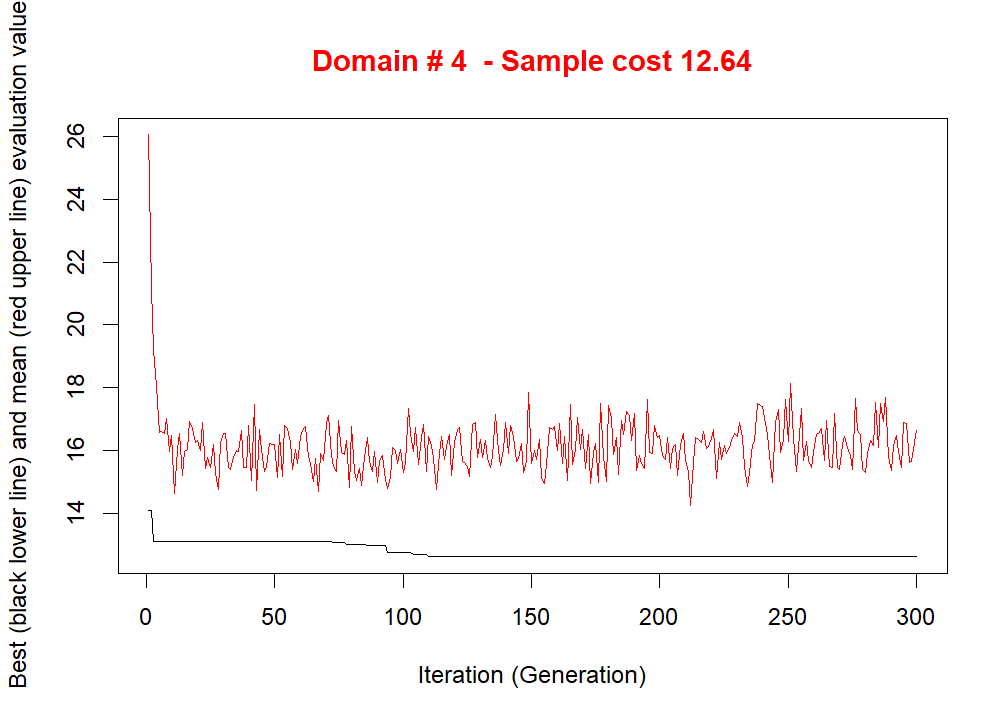 Domain # 4  - Sample cost 12.64
Best (black lower line) and mean (red upper line) evaluation value
26
24
22
20
18
16
14
0 50 100 150 200 250 300
Iteration (Generation)